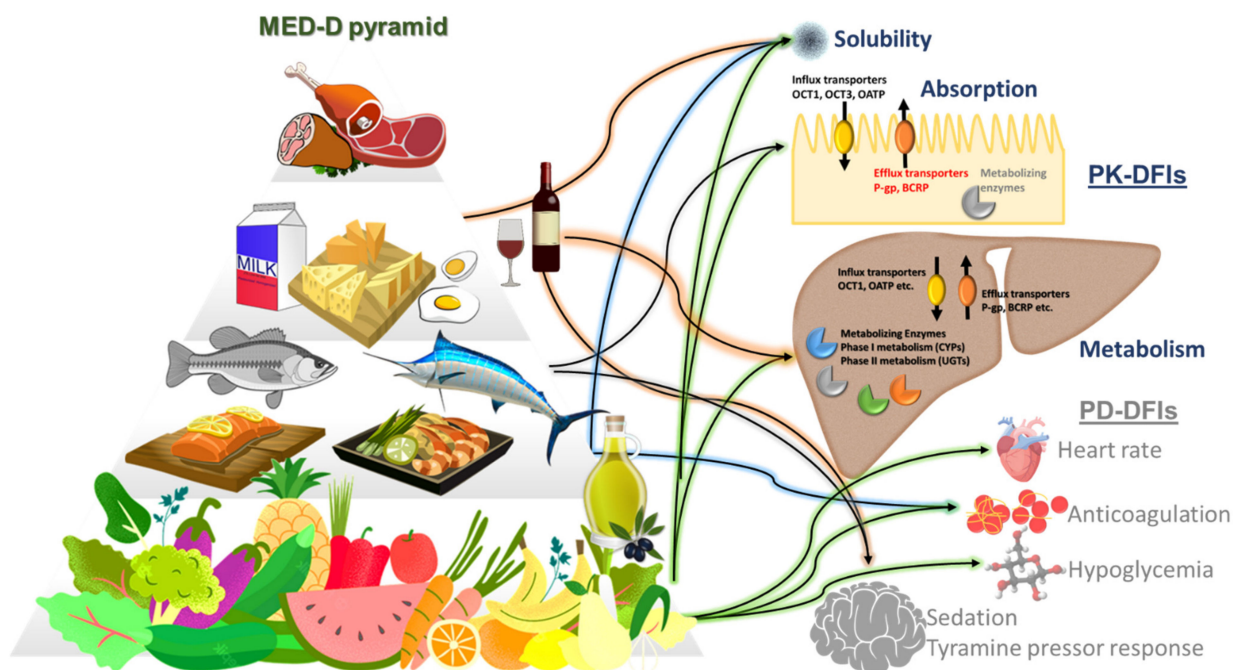 MED-D pyramid
MILK
Solubility
Influx transporters
OCT1, OCT3, OATP
Absorption
Efflux transporters
P-gp, BCRP
Metabolizing
enzymes
PK-DFIs
Influx transporters
OCT1, OATP etc.
Efflux transporters
P-gp, BCRP etc.
Metabolizing Enzymes
Phase I metabolism (CYPs)
Phase II metabolism (UGTs)
Metabolism
PD-DFIs
Heart rate
Anticoagulation
Hypoglycemia
Sedation
Tyramine pressor response